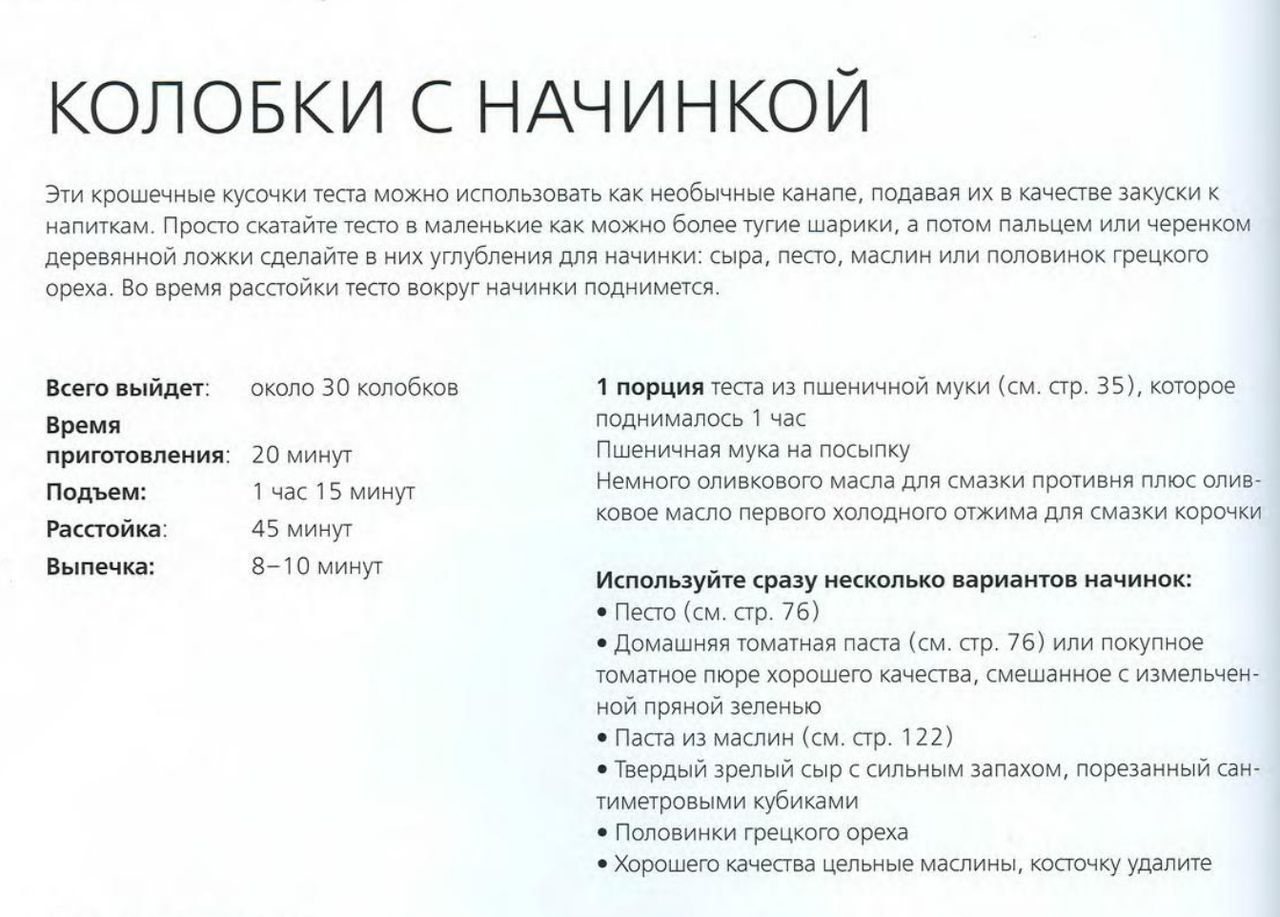 КОЛОБКИ С НАЧИНКОЙ
Эти крошечные кусочки теста можно использовать как необычные канапе, подавая их в качестве закуски к
напиткам. Просто скатайте тесто в маленькие как можно более тугие шарики, а потом пальцем или черенком
деревянной ложки сделайте в них углубления для начинки: сыра, песто, маслин или половинок грецкого
ореха. Во время расстойки тесто вокруг начинки поднимется.
Всего выйдет: около 30 колобков
Время
приготовления: 20 минут
Подъем: 1 час 15 минут
Расстойка: 45 минут
Выпечка: 8–10 минут
1 порция теста из пшеничной муки (см. стр. 35), которое
поднималось 1 час
Пшеничная мука на посыпку
Немного оливкового масла для смазки противня плюс олив-
ковое масло первого холодного отжима для смазки корочки
Используйте сразу несколько вариантов начинок:
• Песто (см. стр. 76)
• Домашняя томатная паста (см. стр. 76) или покупное
томатное пюре хорошего качества, смешанное с измельчен-
ной пряной зеленью
• Паста из маслин (см. стр. 122)
• Твердый зрелый сыр с сильным запахом, порезанный сан-
тиметровыми кубиками
• Половинки грецкого ореха
• Хорошего качества цельные маслины, косточку удалите